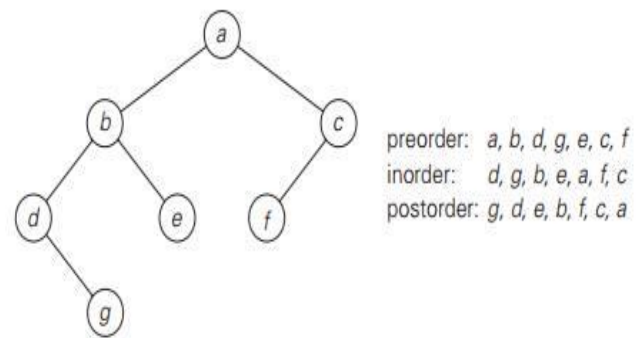 a
b
c
preorder: a, b, d, g, e, c, f
inorder: d, g, b, e, a, f, c
postorder: g, d, e, b, f, c, a
d
e
f
g